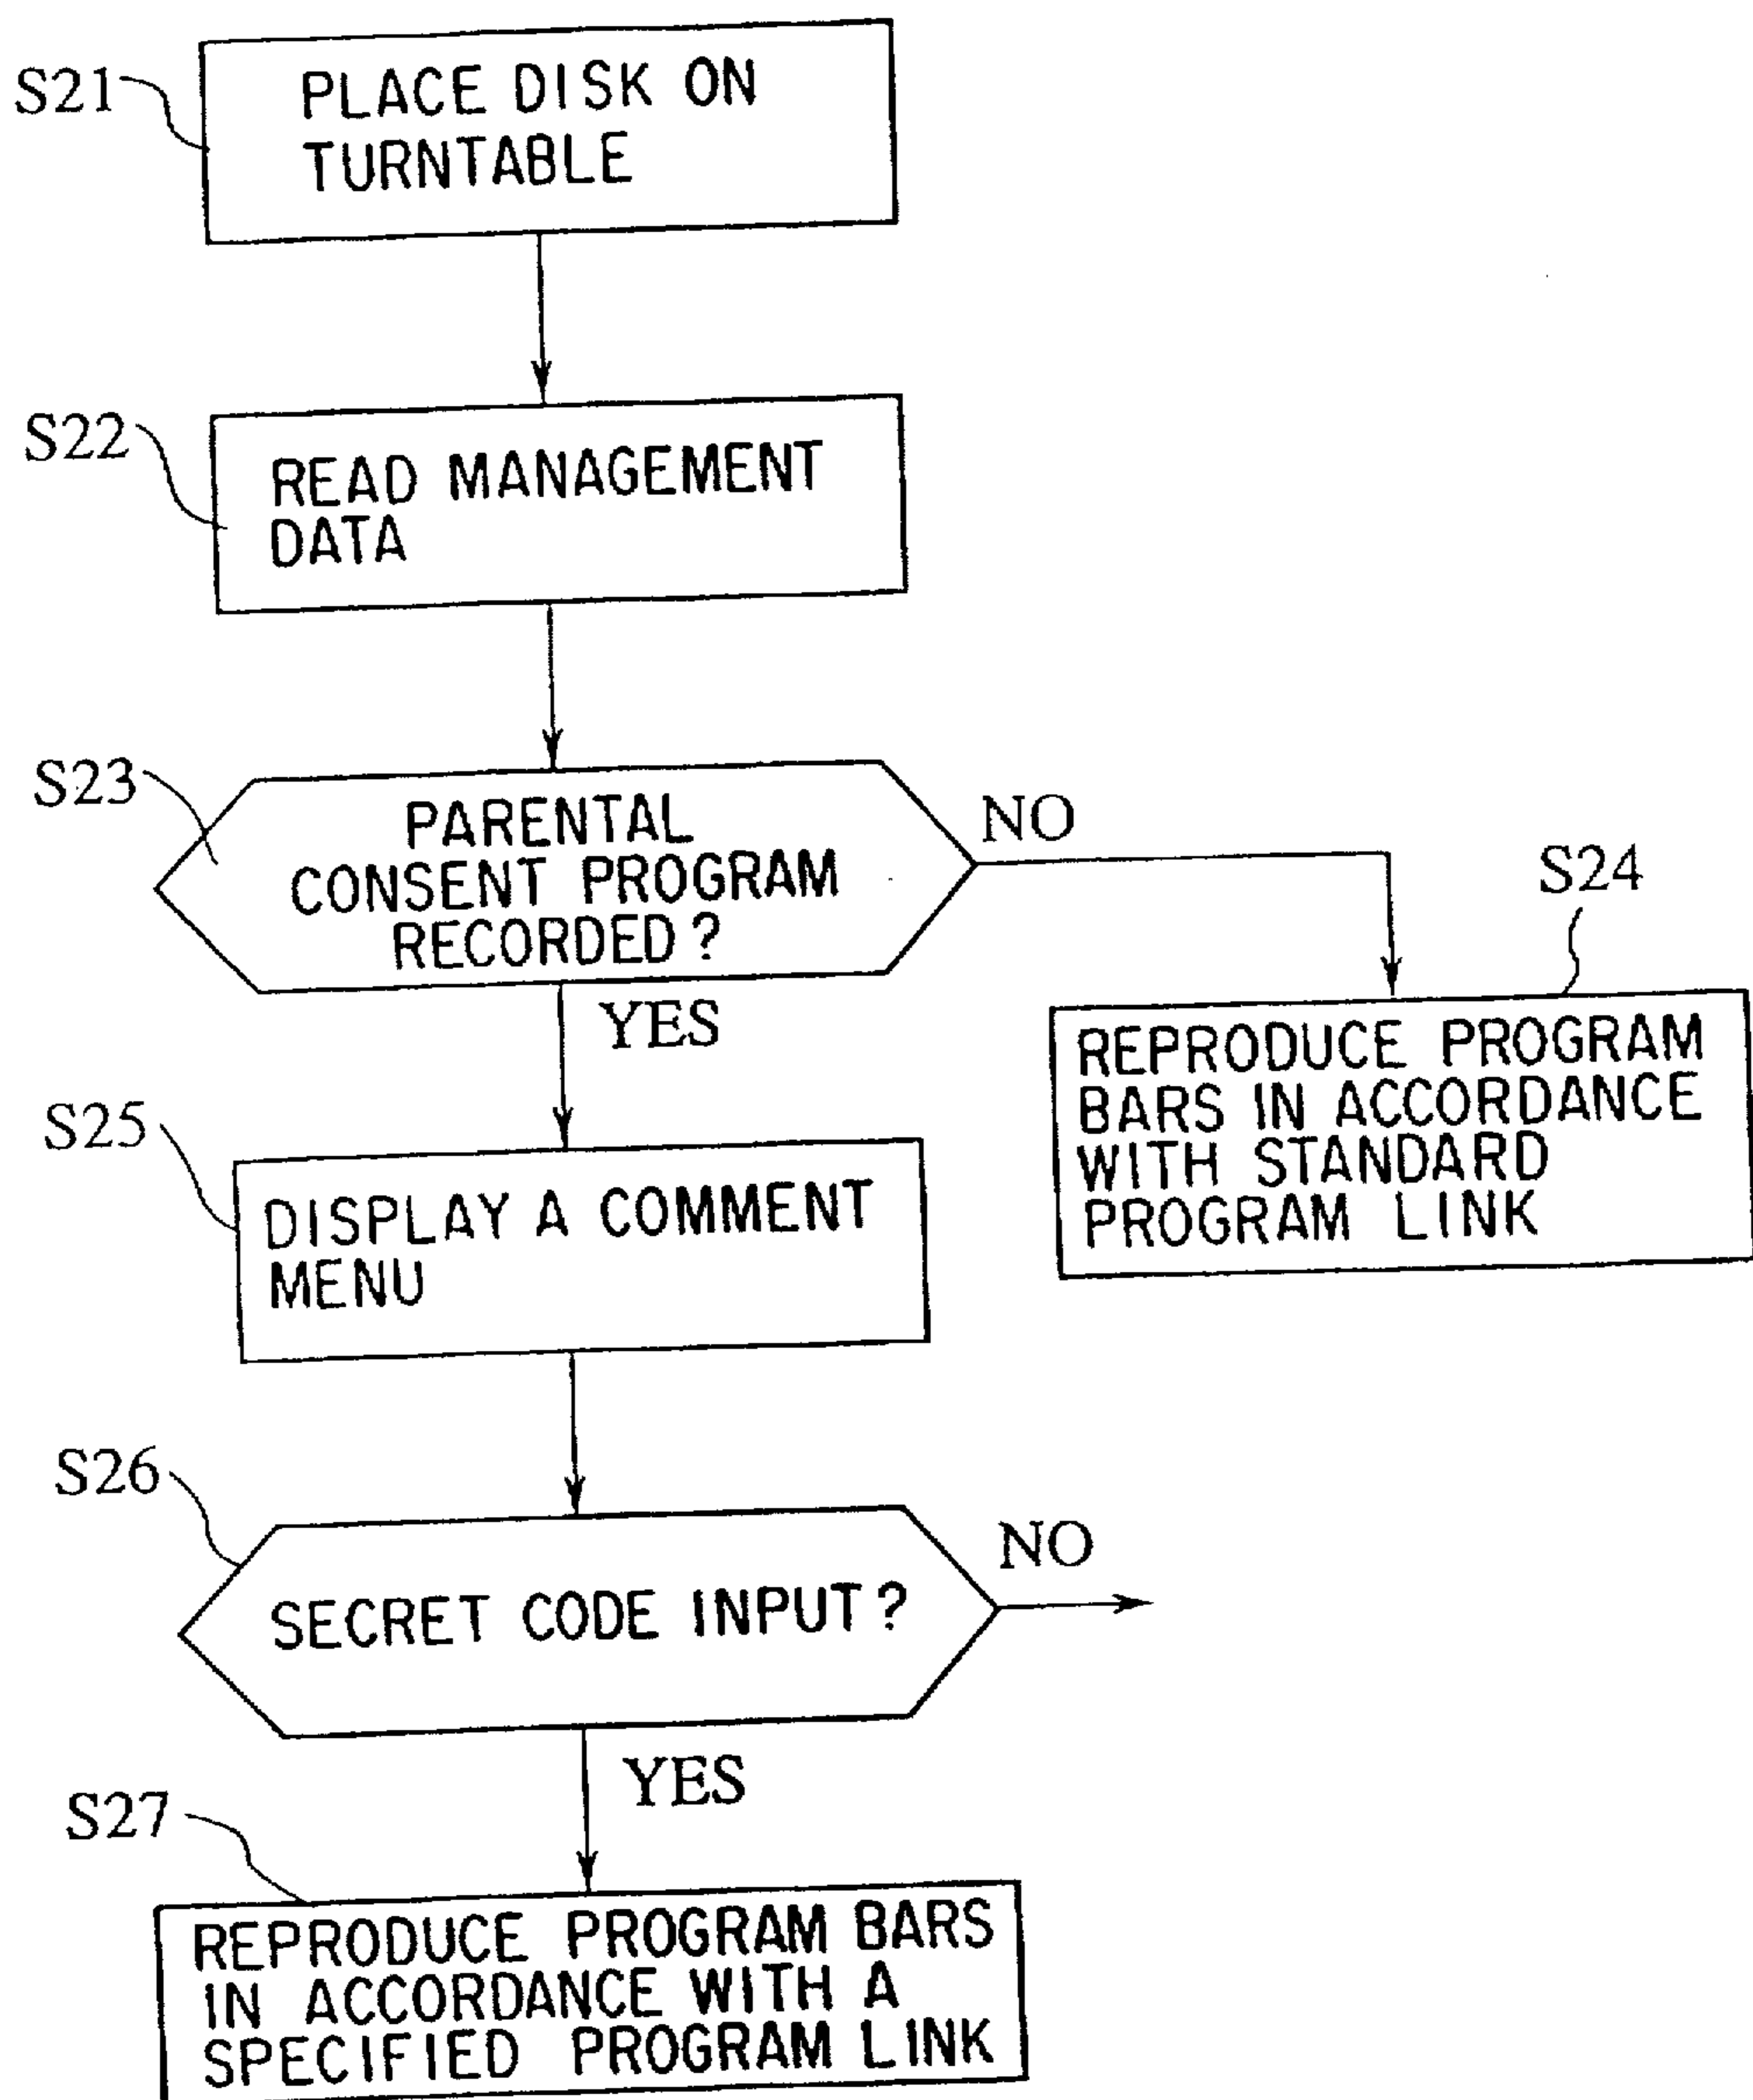 S21
PLACE DISK ON
TURNTABLE
S22
READ MANAGEMENT
DATA
S23
PARENTAL
CONSENT PROGRAM
RECORDED?
NO
YES
S24
REPRODUCE PROGRAM
BARS IN ACCORDANCE
WITH STANDARD
PROGRAM LINK
S25
DISPLAY A COMMENT
MENU
S26
SECRET CODE INPUT?
NO
YES
S27
REPRODUCE PROGRAM BARS
IN ACCORDANCE WITH A
SPECIFIED PROGRAM LINK